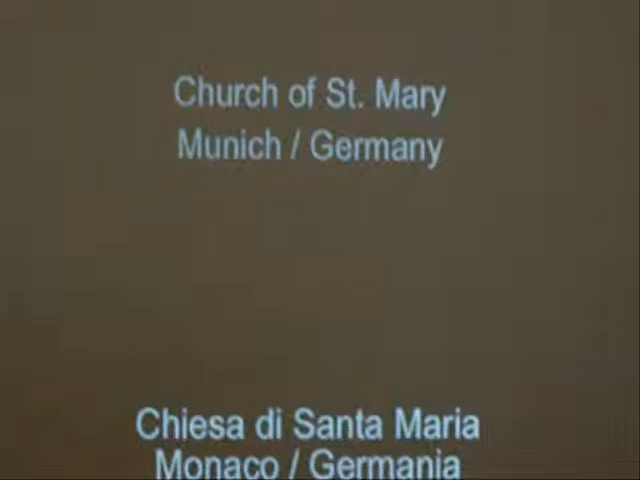 Church of St. Mary
Munich / Germany
Chiesa di Santa Maria
Monaco / Germania